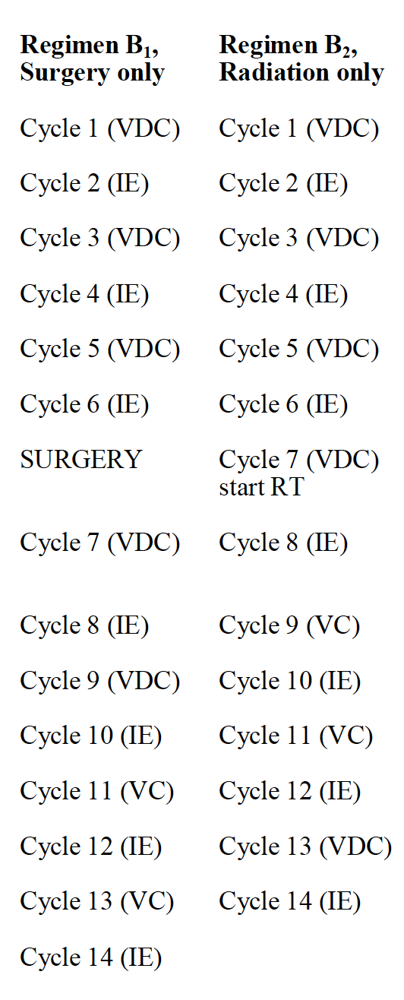 Regimen B₁,
Surgery only
Cycle 1 (VDC)
Cycle 2 (IE)
Cycle 3 (VDC)
Cycle 4 (IE)
Cycle 5 (VDC)
Cycle 6 (IE)
SURGERY
Cycle 7 (VDC)
Cycle 8 (IE)
Cycle 9 (VDC)
Cycle 10 (IE)
Cycle 11 (VC)
Cycle 12 (IE)
Cycle 13 (VC)
Cycle 14 (IE)
Regimen B₂,
Radiation only
Cycle 1 (VDC)
Cycle 2 (IE)
Cycle 3 (VDC)
Cycle 4 (IE)
Cycle 5 (VDC)
Cycle 6 (IE)
Cycle 7 (VDC)
start RT
Cycle 8 (IE)
Cycle 9 (VC)
Cycle 10 (IE)
Cycle 11 (VC)
Cycle 12 (IE)
Cycle 13 (VDC)
Cycle 14 (IE)